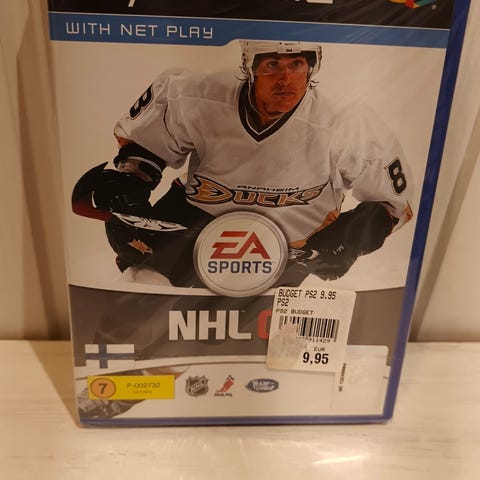 WITH NET PLAY
8
8
ANAHEIM
DUCKS
EA
SPORTS
BUDGET PS2 9.95
PS2
PS2 BUDGET
NHL
EUR
9,95
7
P-002732